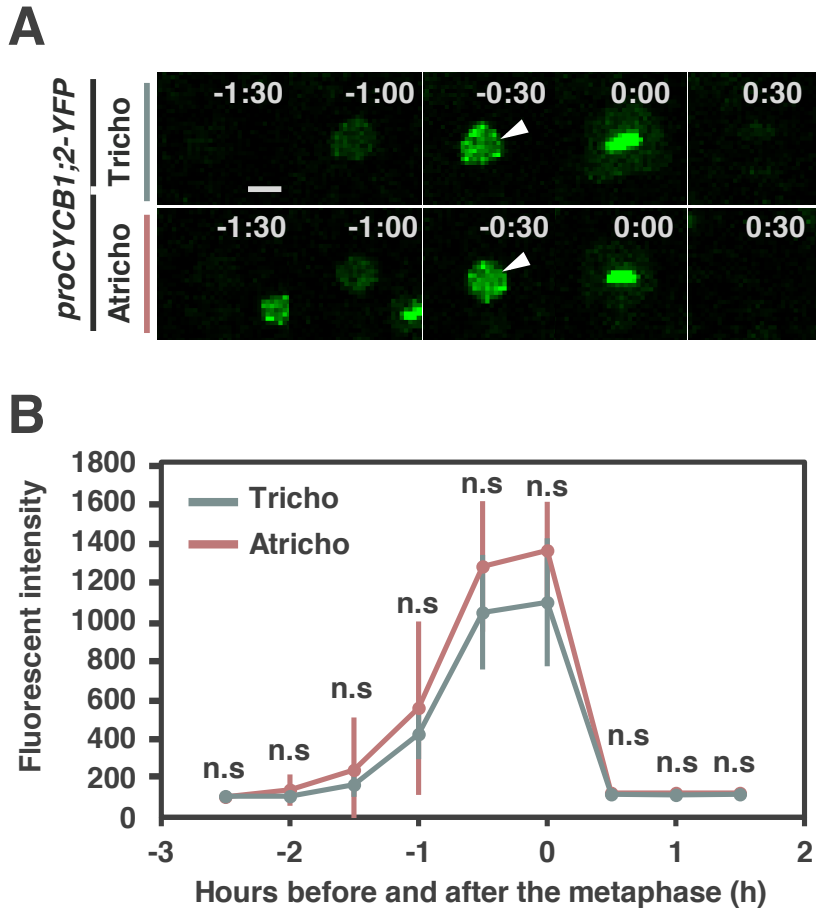 A
proCYCB1;2-YFP
Tricho
-1:30 -1:00 -0:30 0:00 0:30
Atricho
-1:30 -1:00 -0:30 0:00 0:30
B
Fluorescent intensity
1800
1600
1400
1200
1000
800
600
400
200
0
Tricho
Atricho
n.s n.s n.s n.s n.s n.s n.s n.s n.s
-3 -2 -1 0 1 2
Hours before and after the metaphase (h)